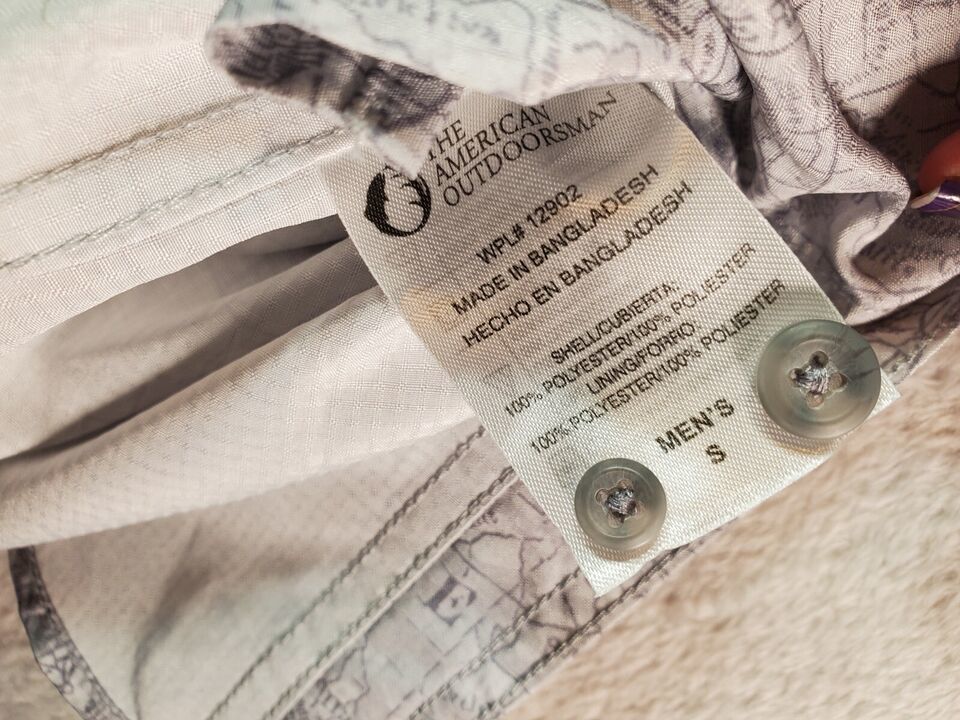 THE
AMERICAN
OUTDOORSMAN
WPL# 12902
MADE IN BANGLADESH
HECHO EN BANGLADESH
SHELL/CUBIERTA:
100% POLYESTER/100% POLIESTER
LINING/FORRO:
100% POLYESTER/100% POLIESTER
MEN'S
S
E